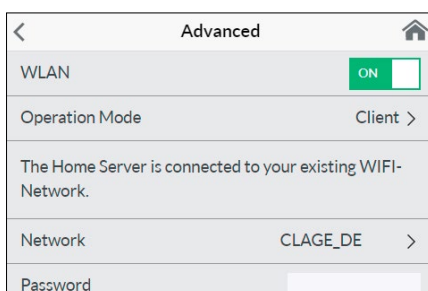 Advanced
WLAN ON
Operation Mode Client
The Home Server is connected to your existing WIFI-
Network.
Network CLAGE_DE
Password